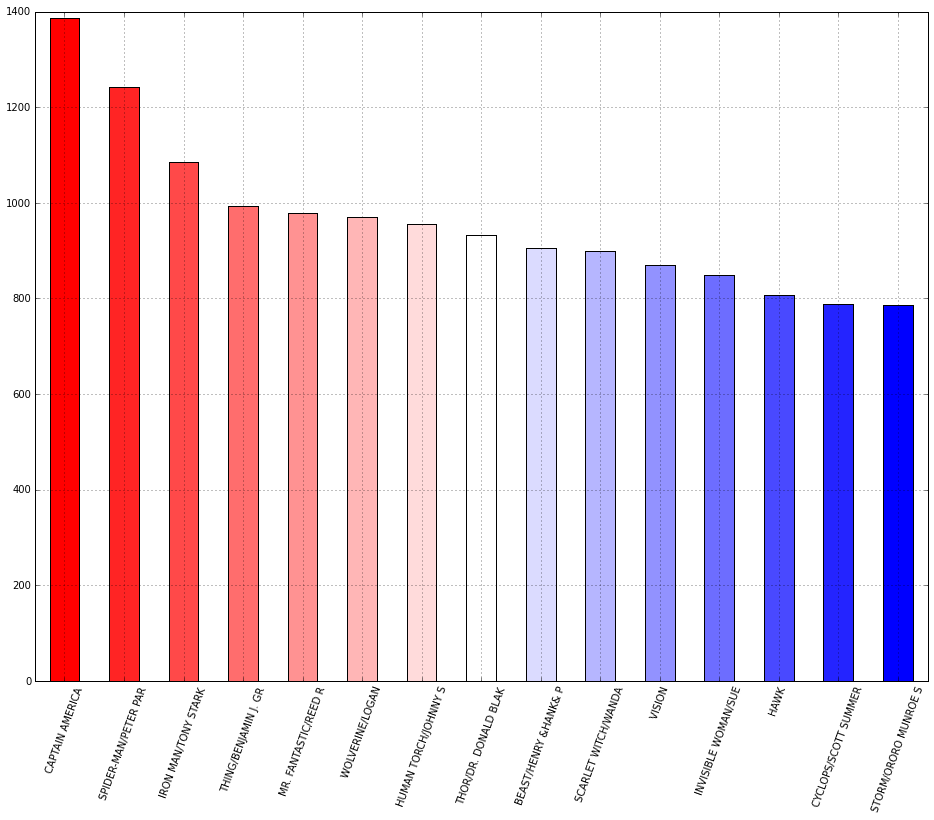 1400
1200
1000
800
600
400
200
0
CAPTAIN AMERICA
SPIDER-MAN/PETER PAR
IRON MAN/TONY STARK
THING/BENJAMIN J. GR
MR. FANTASTIC/REED R
WOLVERINE/LOGAN
HUMAN TORCH/JOHNNY S
THOR/DR. DONALD BLAK
BEAST/HENRY &HANK& P
SCARLET WITCH/WANDA
VISION
INVISIBLE WOMAN/SUE
HAWK
CYCLOPS/SCOTT SUMMER
STORM/ORORO MUNROE S